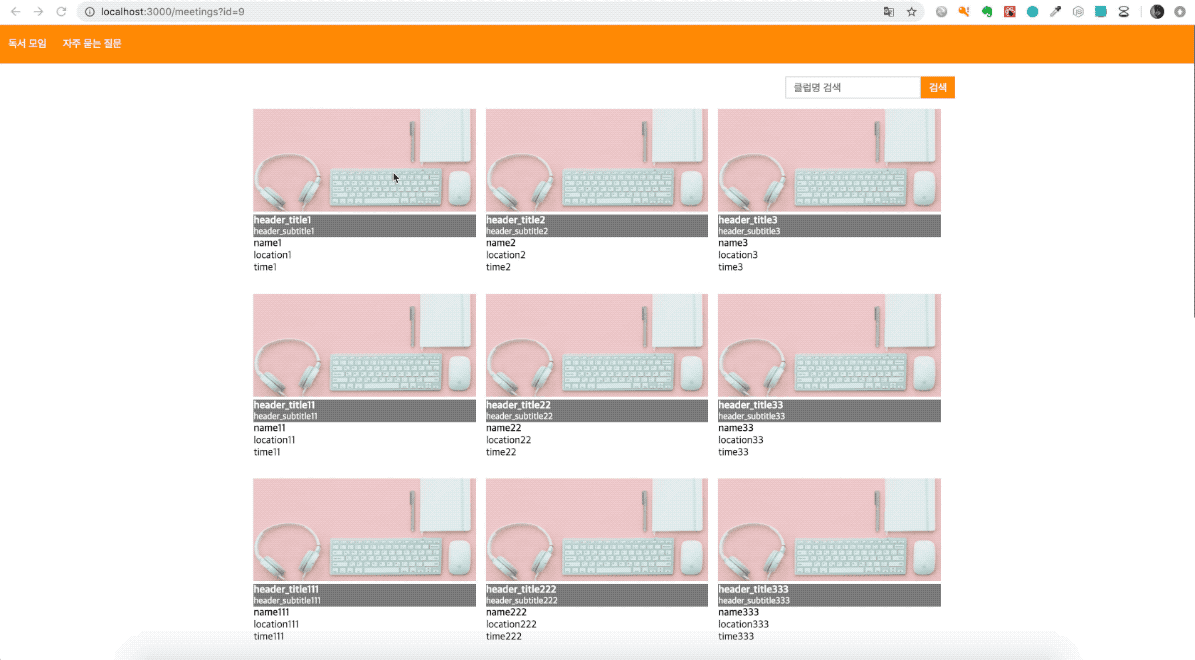 localhost:3000/meetings?id=9
독서 모임 자주 묻는 질문
클럽명 검색 검색
header_title1 header_title2 header_title3
header_subtitle1 header_subtitle2 header_subtitle3
name1 name2 name3
location1 location2 location3
time1 time2 time3
header_title11 header_title22 header_title33
header_subtitle11 header_subtitle22 header_subtitle33
name11 name22 name33
location11 location22 location33
time11 time22 time33
header_title111 header_title222 header_title333
header_subtitle111 header_subtitle222 header_subtitle333
name111 name222 name333
location111 location222 location333
time111 time222 time333